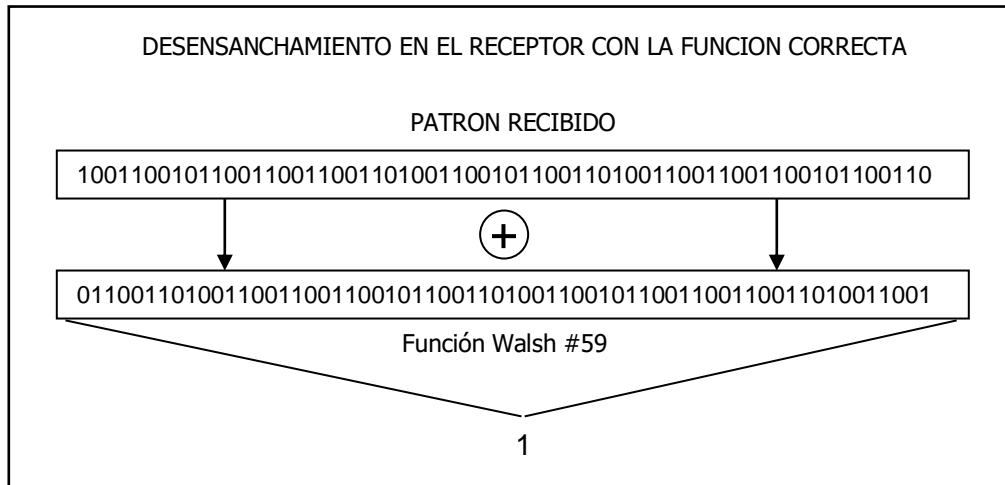 DESENSANCHAMIENTO EN EL RECEPTOR CON LA FUNCION CORRECTA
PATRON RECIBIDO
1001100101100110011001101001100101100110100110011001100101100110
+
0110011010011001100110010110011010011001011001100110011010011001
Función Walsh #59
1